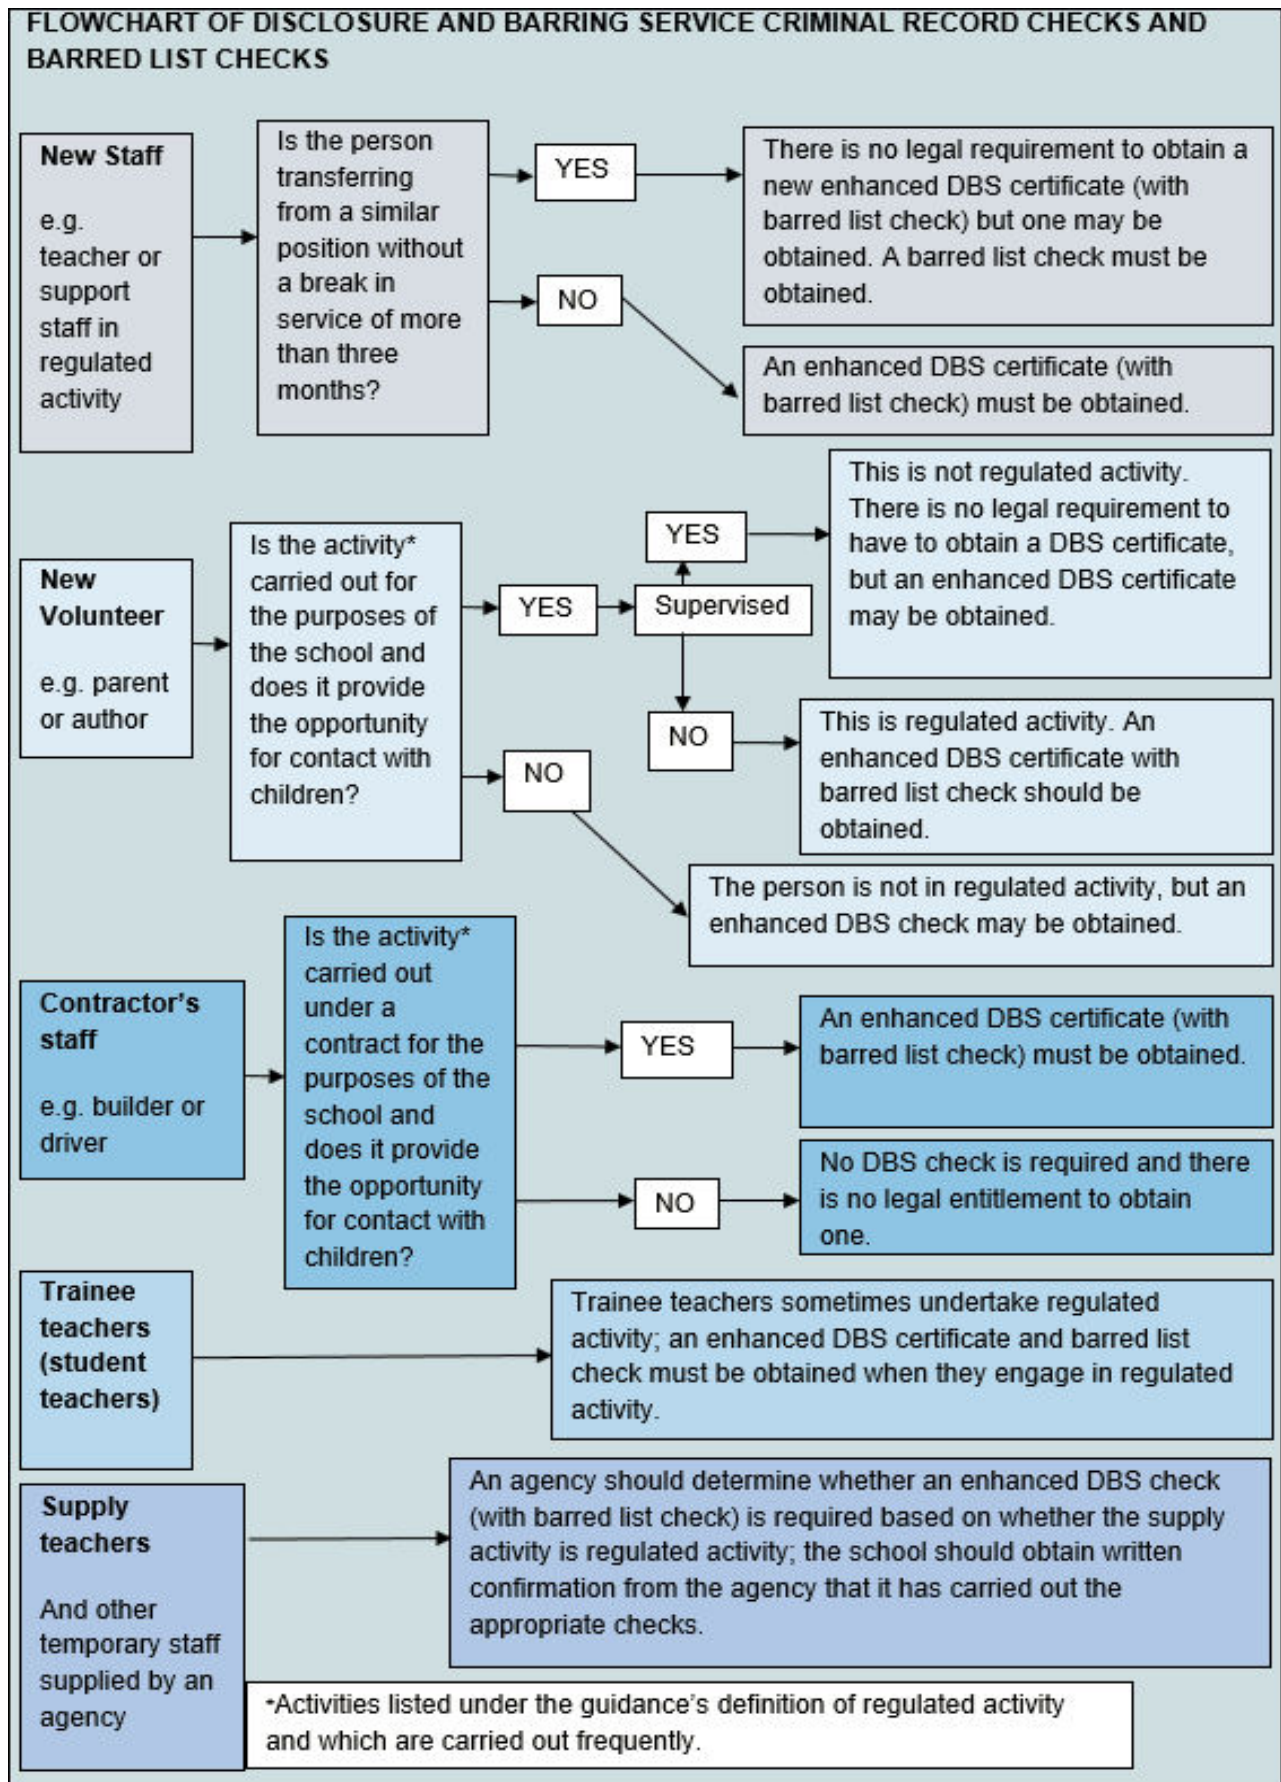 FLOWCHART OF DISCLOSURE AND BARRING SERVICE CRIMINAL RECORD CHECKS AND
BARRED LIST CHECKS
New Staff
e.g.
teacher or
support
staff in
regulated
activity
Is the person
transferring
from a similar
position without
a break in
service of more
than three
months?
YES
There is no legal requirement to obtain a
new enhanced DBS certificate (with
barred list check) but one may be
obtained. A barred list check must be
obtained.
NO
An enhanced DBS certificate (with
barred list check) must be obtained.
New
Volunteer
e.g. parent
or author
Is the activity*
carried out for
the purposes of
the school and
does it provide
the opportunity
for contact with
children?
YES
Supervised
YES
This is not regulated activity.
There is no legal requirement to
have to obtain a DBS certificate,
but an enhanced DBS certificate
may be obtained.
NO
This is regulated activity. An
enhanced DBS certificate with
barred list check should be
obtained.
NO
The person is not in regulated activity, but an
enhanced DBS check may be obtained.
Contractor's
staff
e.g. builder or
driver
Is the activity*
carried out
under a
contract for the
purposes of the
school and
does it provide
the opportunity
for contact with
children?
YES
An enhanced DBS certificate (with
barred list check) must be obtained.
NO
No DBS check is required and there
is no legal entitlement to obtain
one.
Trainee
teachers
(student
teachers)
Trainee teachers sometimes undertake regulated
activity; an enhanced DBS certificate and barred list
check must be obtained when they engage in regulated
activity.
Supply
teachers
And other
temporary staff
supplied by an
agency
An agency should determine whether an enhanced DBS check
(with barred list check) is required based on whether the supply
activity is regulated activity; the school should obtain written
confirmation from the agency that it has carried out the
appropriate checks.
*Activities listed under the guidance's definition of regulated activity
and which are carried out frequently.